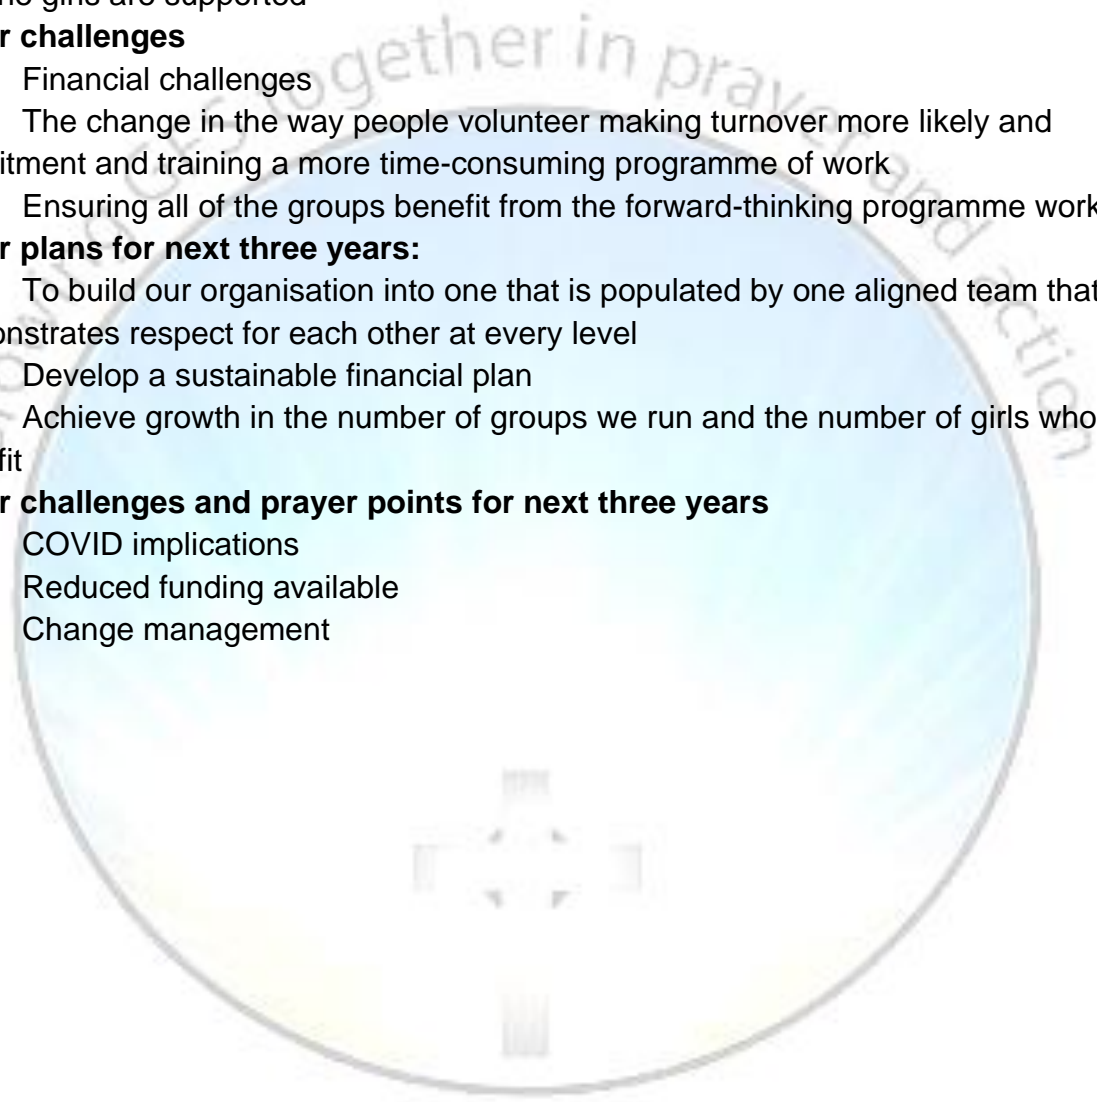 girls are supported
r challenges
Financial challenges
The change in the way people volunteer making turnover more likely and
itment and training a more time-consuming programme of work
Ensuring all of the groups benefit from the forward-thinking programme work
r plans for next three years:
To build our organisation into one that is populated by one aligned team that
onstrates respect for each other at every level
Develop a sustainable financial plan
Achieve growth in the number of groups we run and the number of girls who
fit
r challenges and prayer points for next three years
COVID implications
Reduced funding available
Change management
together in prayer and action